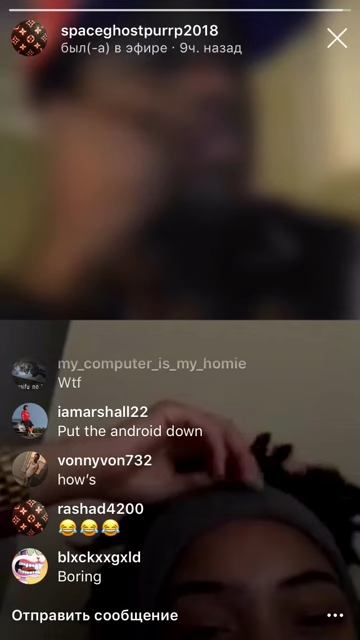 spaceghostpurrp2018
был(-а) в эфире · 9ч. назад
my_computer_is_my_homie
Wtf
iamarshall22
Put the android down
vonnyvon732
how's
rashad4200
😂😂😂
blxckxxgxld
Boring
Отправить сообщение